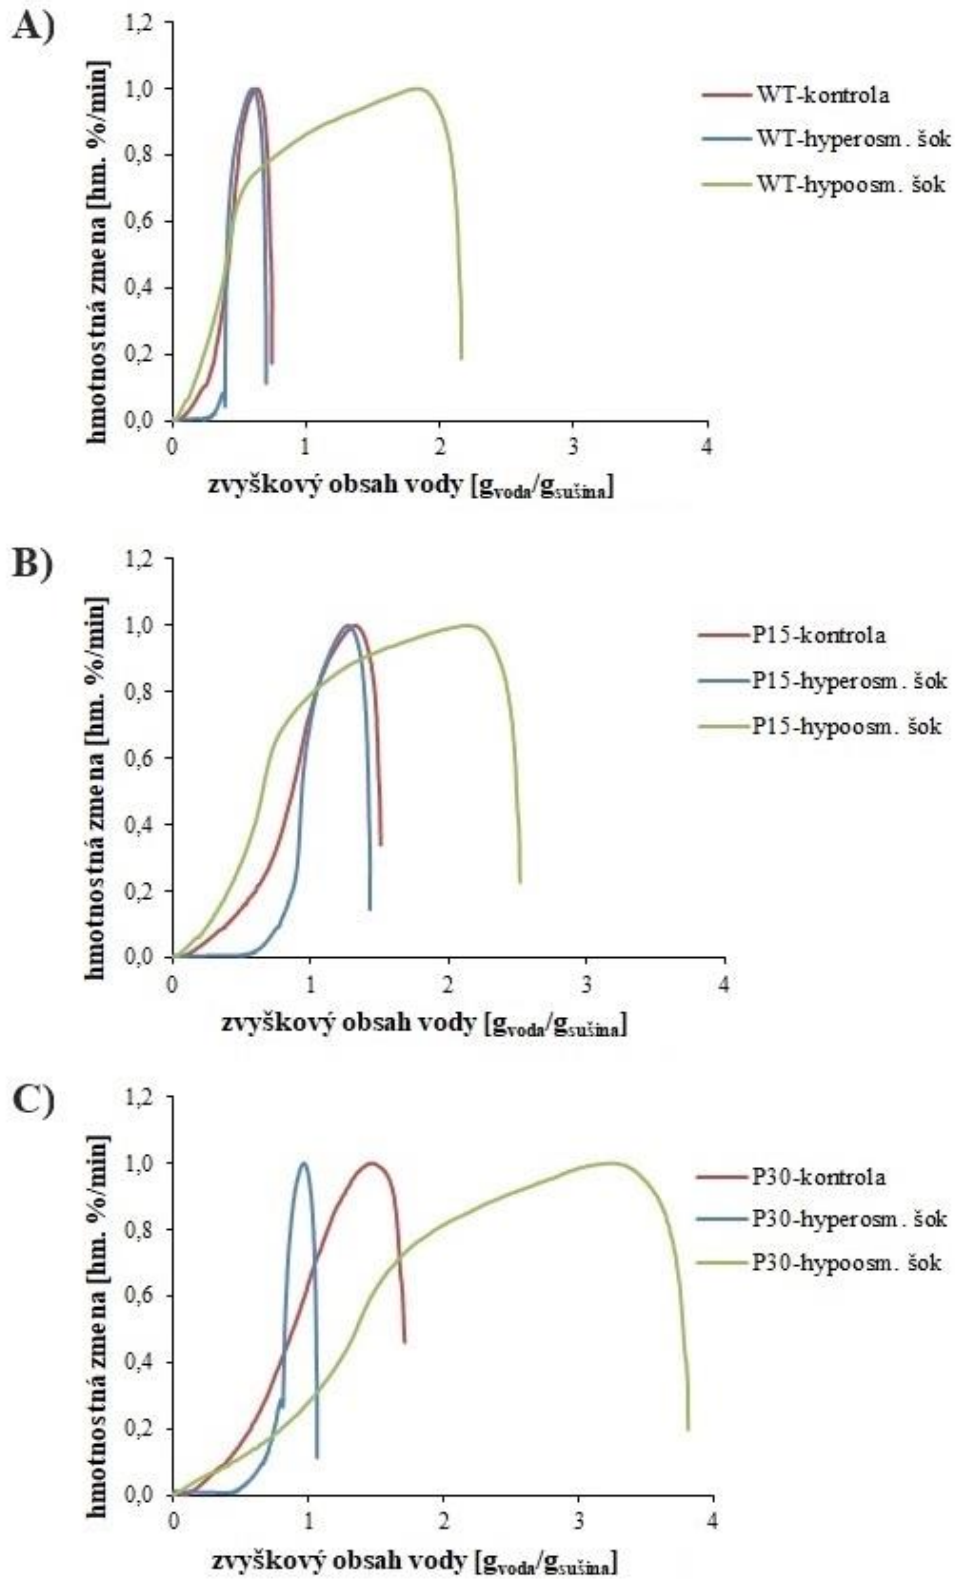 A)
hmotnostná zmena [hm. %/min]
1,2
1,0
0,8
0,6
0,4
0,2
0,0
0 1 2 3 4
zvyškový obsah vody [gvoda/gsušina]
WT-kontrola
WT-hyperosm. šok
WT-hypoosm. šok
B)
hmotnostná zmena [hm. %/min]
1,2
1,0
0,8
0,6
0,4
0,2
0,0
0 1 2 3 4
zvyškový obsah vody [gvoda/gsušina]
P15-kontrola
P15-hyperosm. šok
P15-hypoosm. šok
C)
hmotnostná zmena [hm. %/min]
1,2
1,0
0,8
0,6
0,4
0,2
0,0
0 1 2 3 4
zvyškový obsah vody [gvoda/gsušina]
P30-kontrola
P30-hyperosm. šok
P30-hypoosm. šok